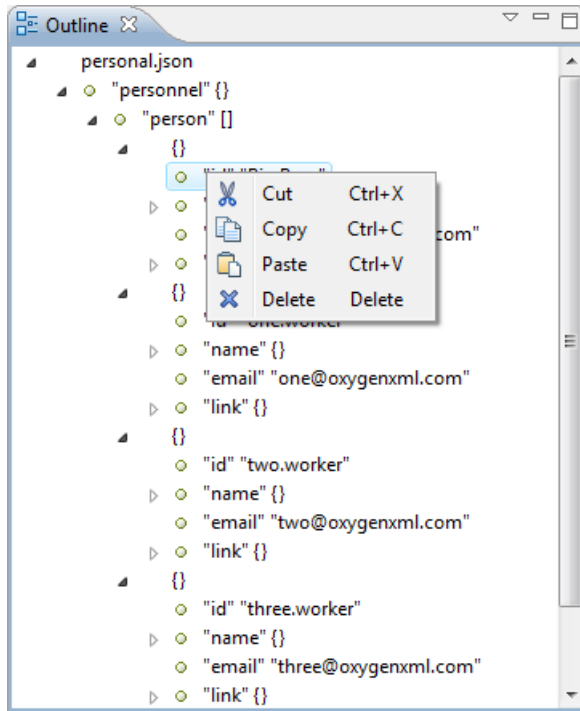 Outline
personal.json
"personnel" {}
"person" []
{}
Cut Ctrl+X
Copy Ctrl+C
com"
Paste Ctrl+V
Delete Delete
{}
"name" {}
"email" "one@oxygenxml.com"
"link" {}
{}
"id" "two.worker"
"name" {}
"email" "two@oxygenxml.com"
"link" {}
{}
"id" "three.worker"
"name" {}
"email" "three@oxygenxml.com"
"link" {}